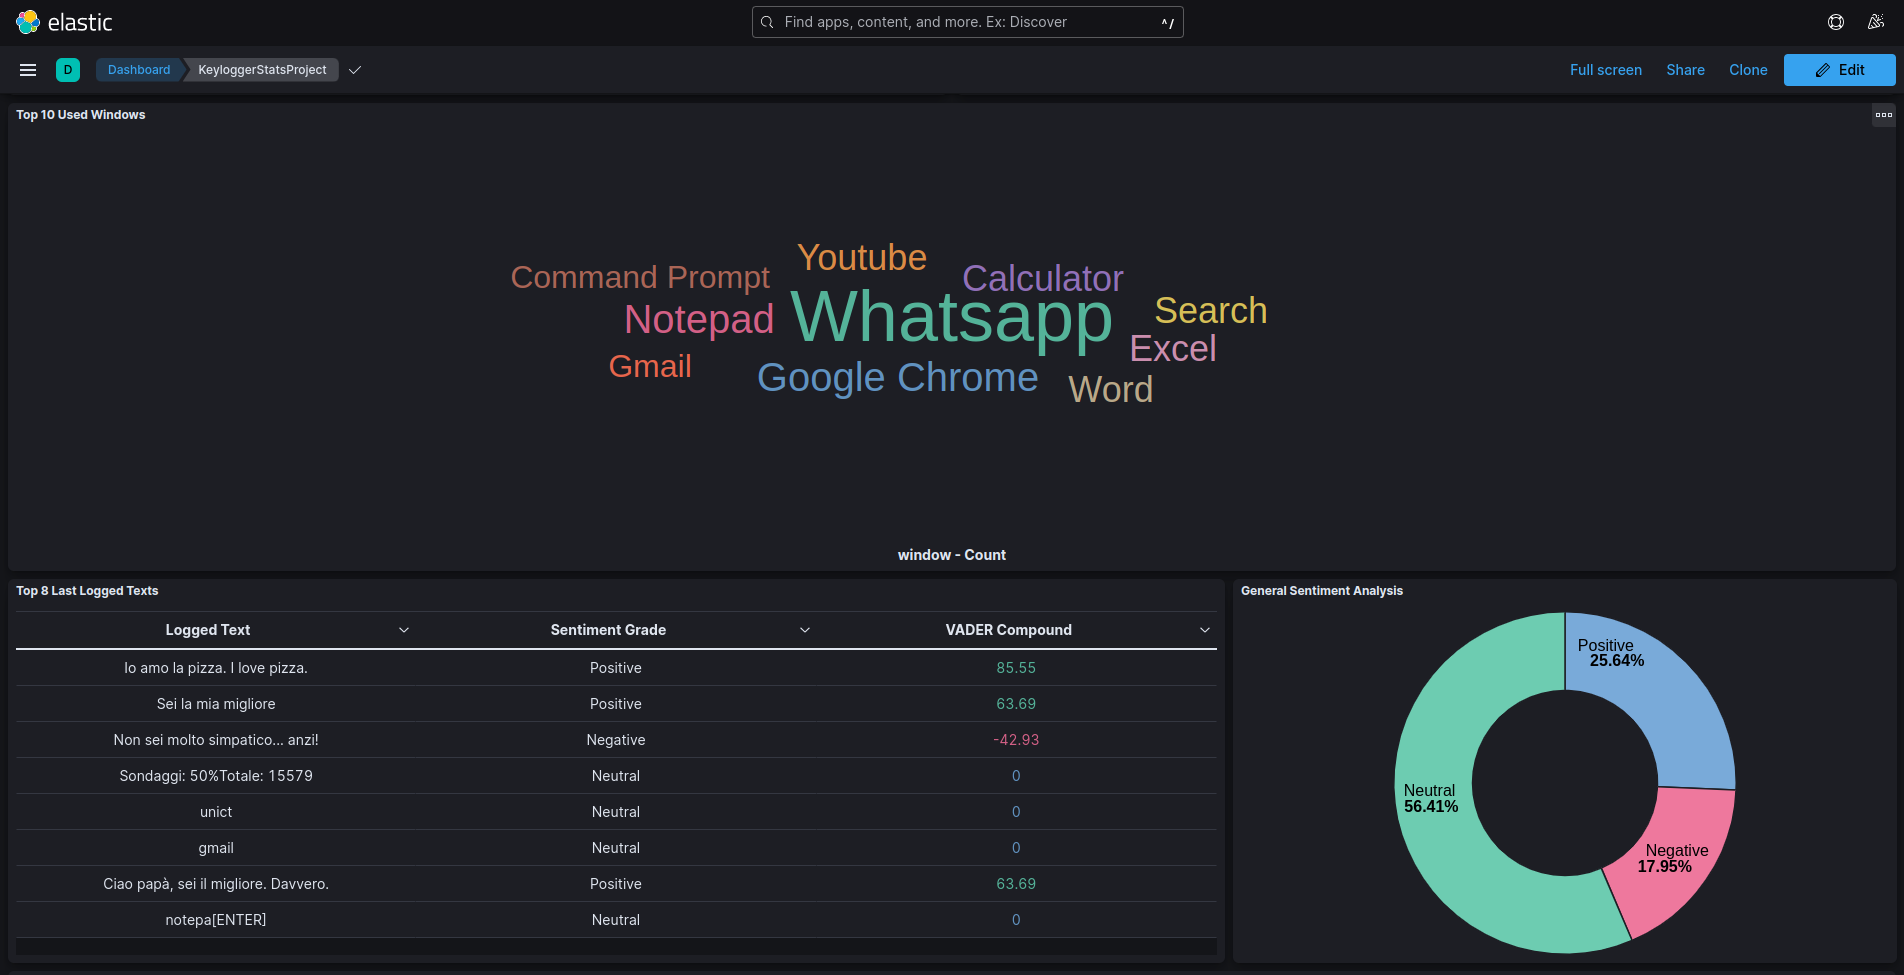 elastic
Find apps, content, and more. Ex: Discover ^/
D Dashboard KeyloggerStatsProject Full screen Share Clone Edit
Top 10 Used Windows
Youtube
Command Prompt Calculator
Notepad Whatsapp Search
Excel
Gmail Google Chrome Word
window - Count
Top 8 Last Logged Texts
Logged Text Sentiment Grade VADER Compound
Io amo la pizza. I love pizza. Positive 85.55
Sei la mia migliore Positive 63.69
Non sei molto simpatico... anzi! Negative -42.93
Sondaggi: 50%Totale: 15579 Neutral 0
unict Neutral 0
gmail Neutral 0
Ciao papà, sei il migliore. Davvero. Positive 63.69
notepa[ENTER] Neutral 0
General Sentiment Analysis
Positive
25.64%
Neutral
56.41%
Negative
17.95%